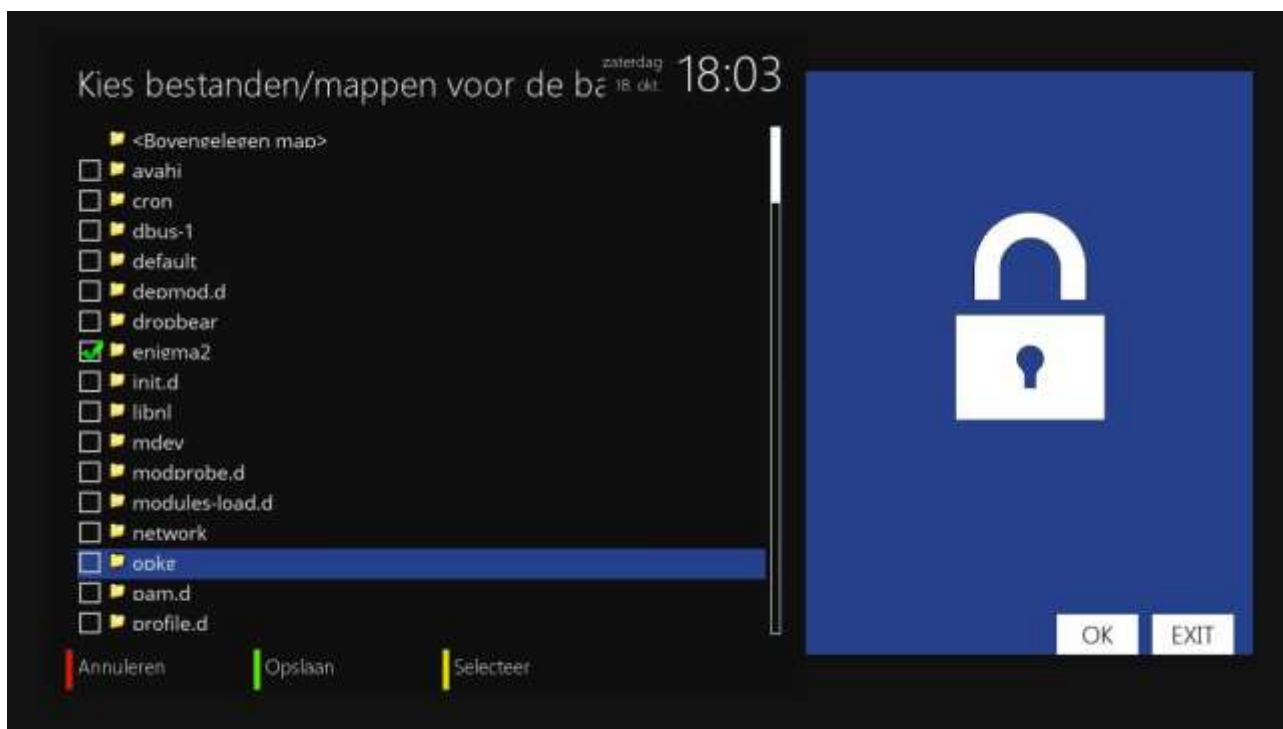 Kies bestanden/mappen voor de ba
zaterdag
18. okt.
18:03
<Bovengelegen map>
avahi
cron
dbus-1
default
depmod.d
dropbear
enigma2
init.d
libnl
mdev
modprobe.d
modules-load.d
network
opkg
pam.d
profile.d
Annuleren
Opslaan
Selecteer
OK
EXIT